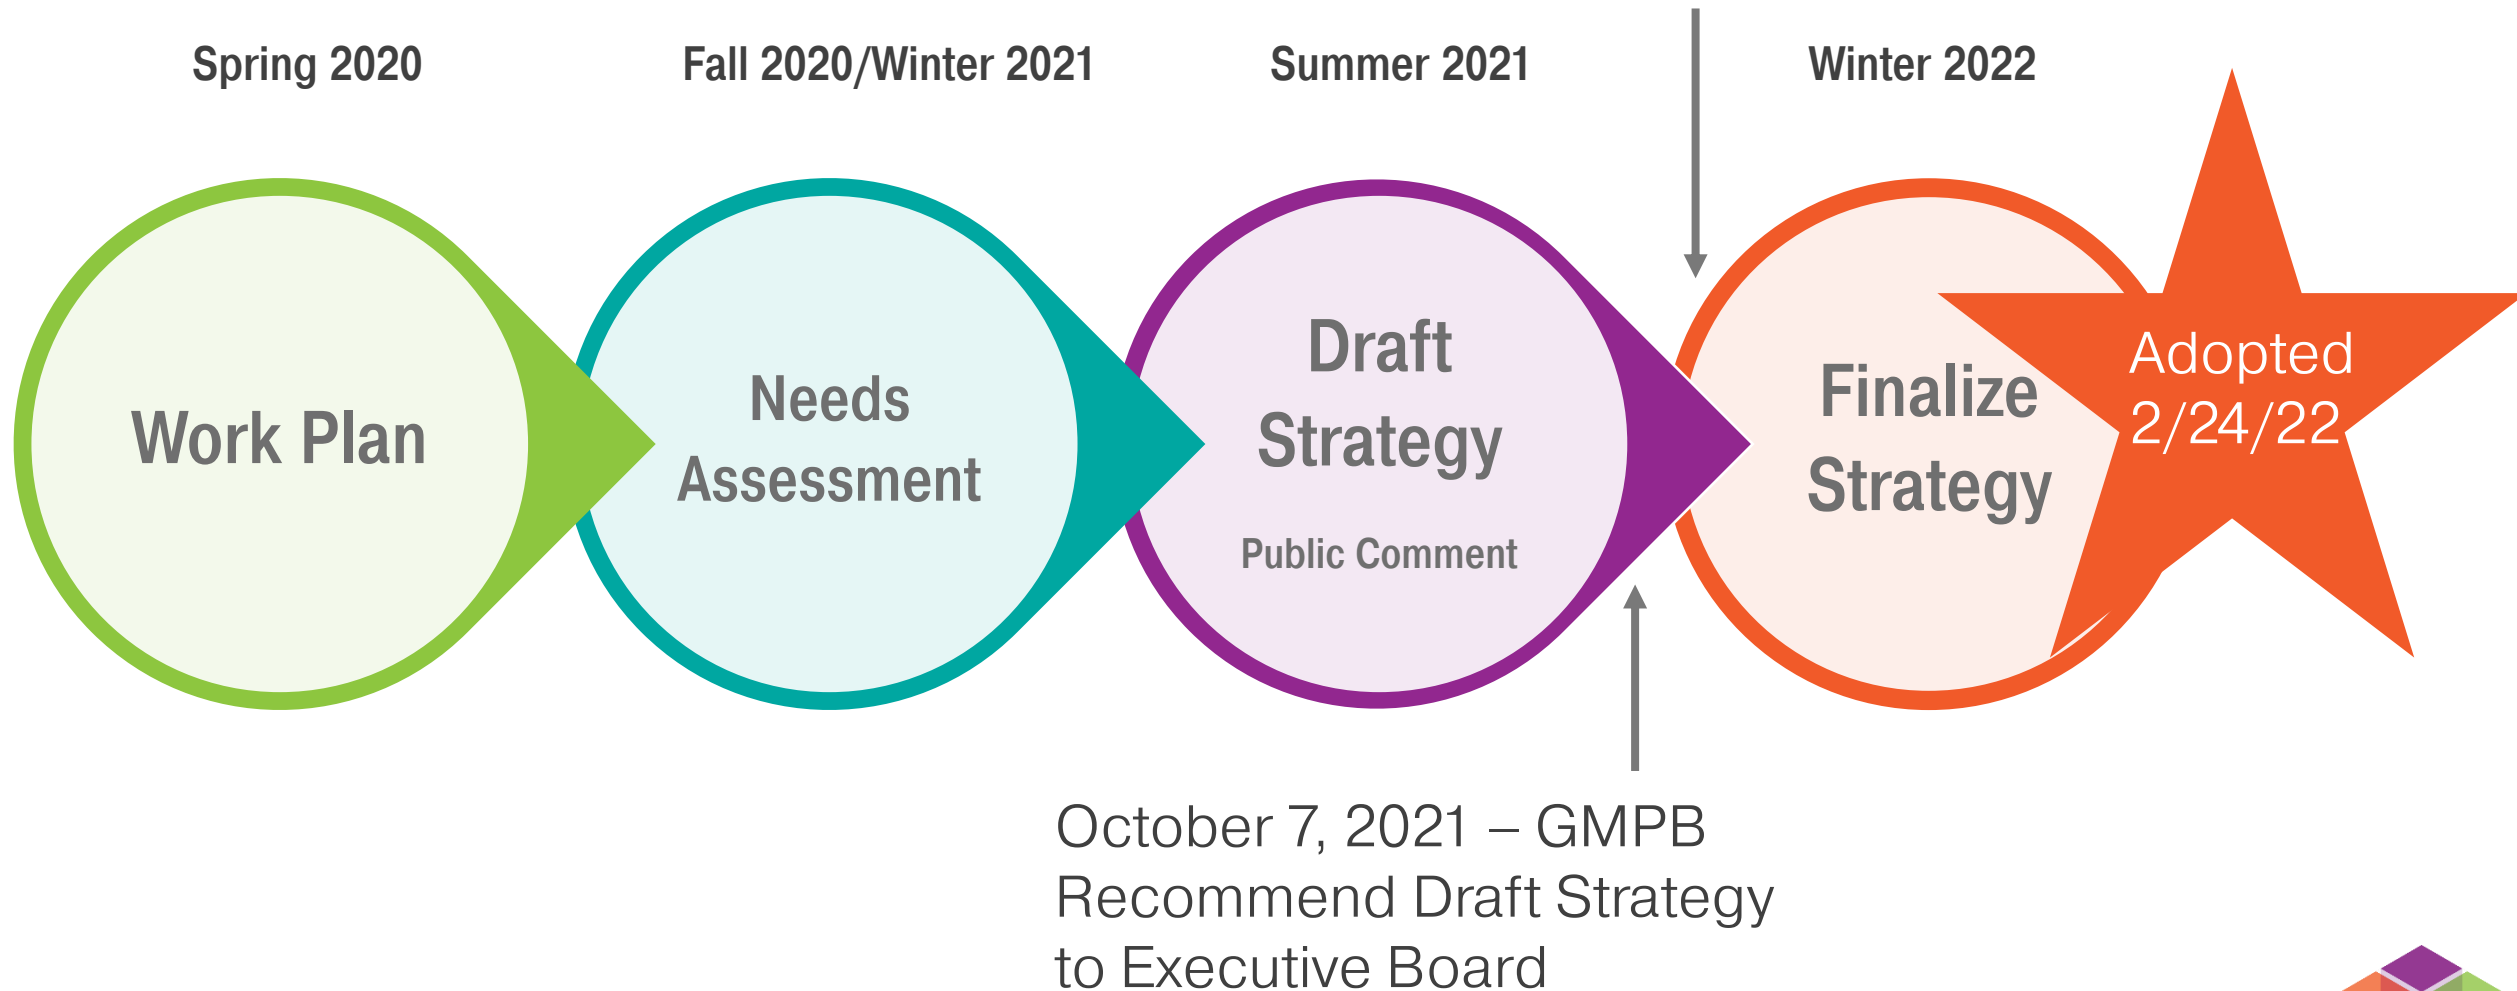 Spring 2020
Fall 2020/Winter 2021
Summer 2021
Winter 2022
Work Plan
Needs
Assessment
Draft
Strategy
Public Comment
Finalize
Strategy
Adopted
2/24/22
October 7, 2021 – GMPB
Recommend Draft Strategy
to Executive Board